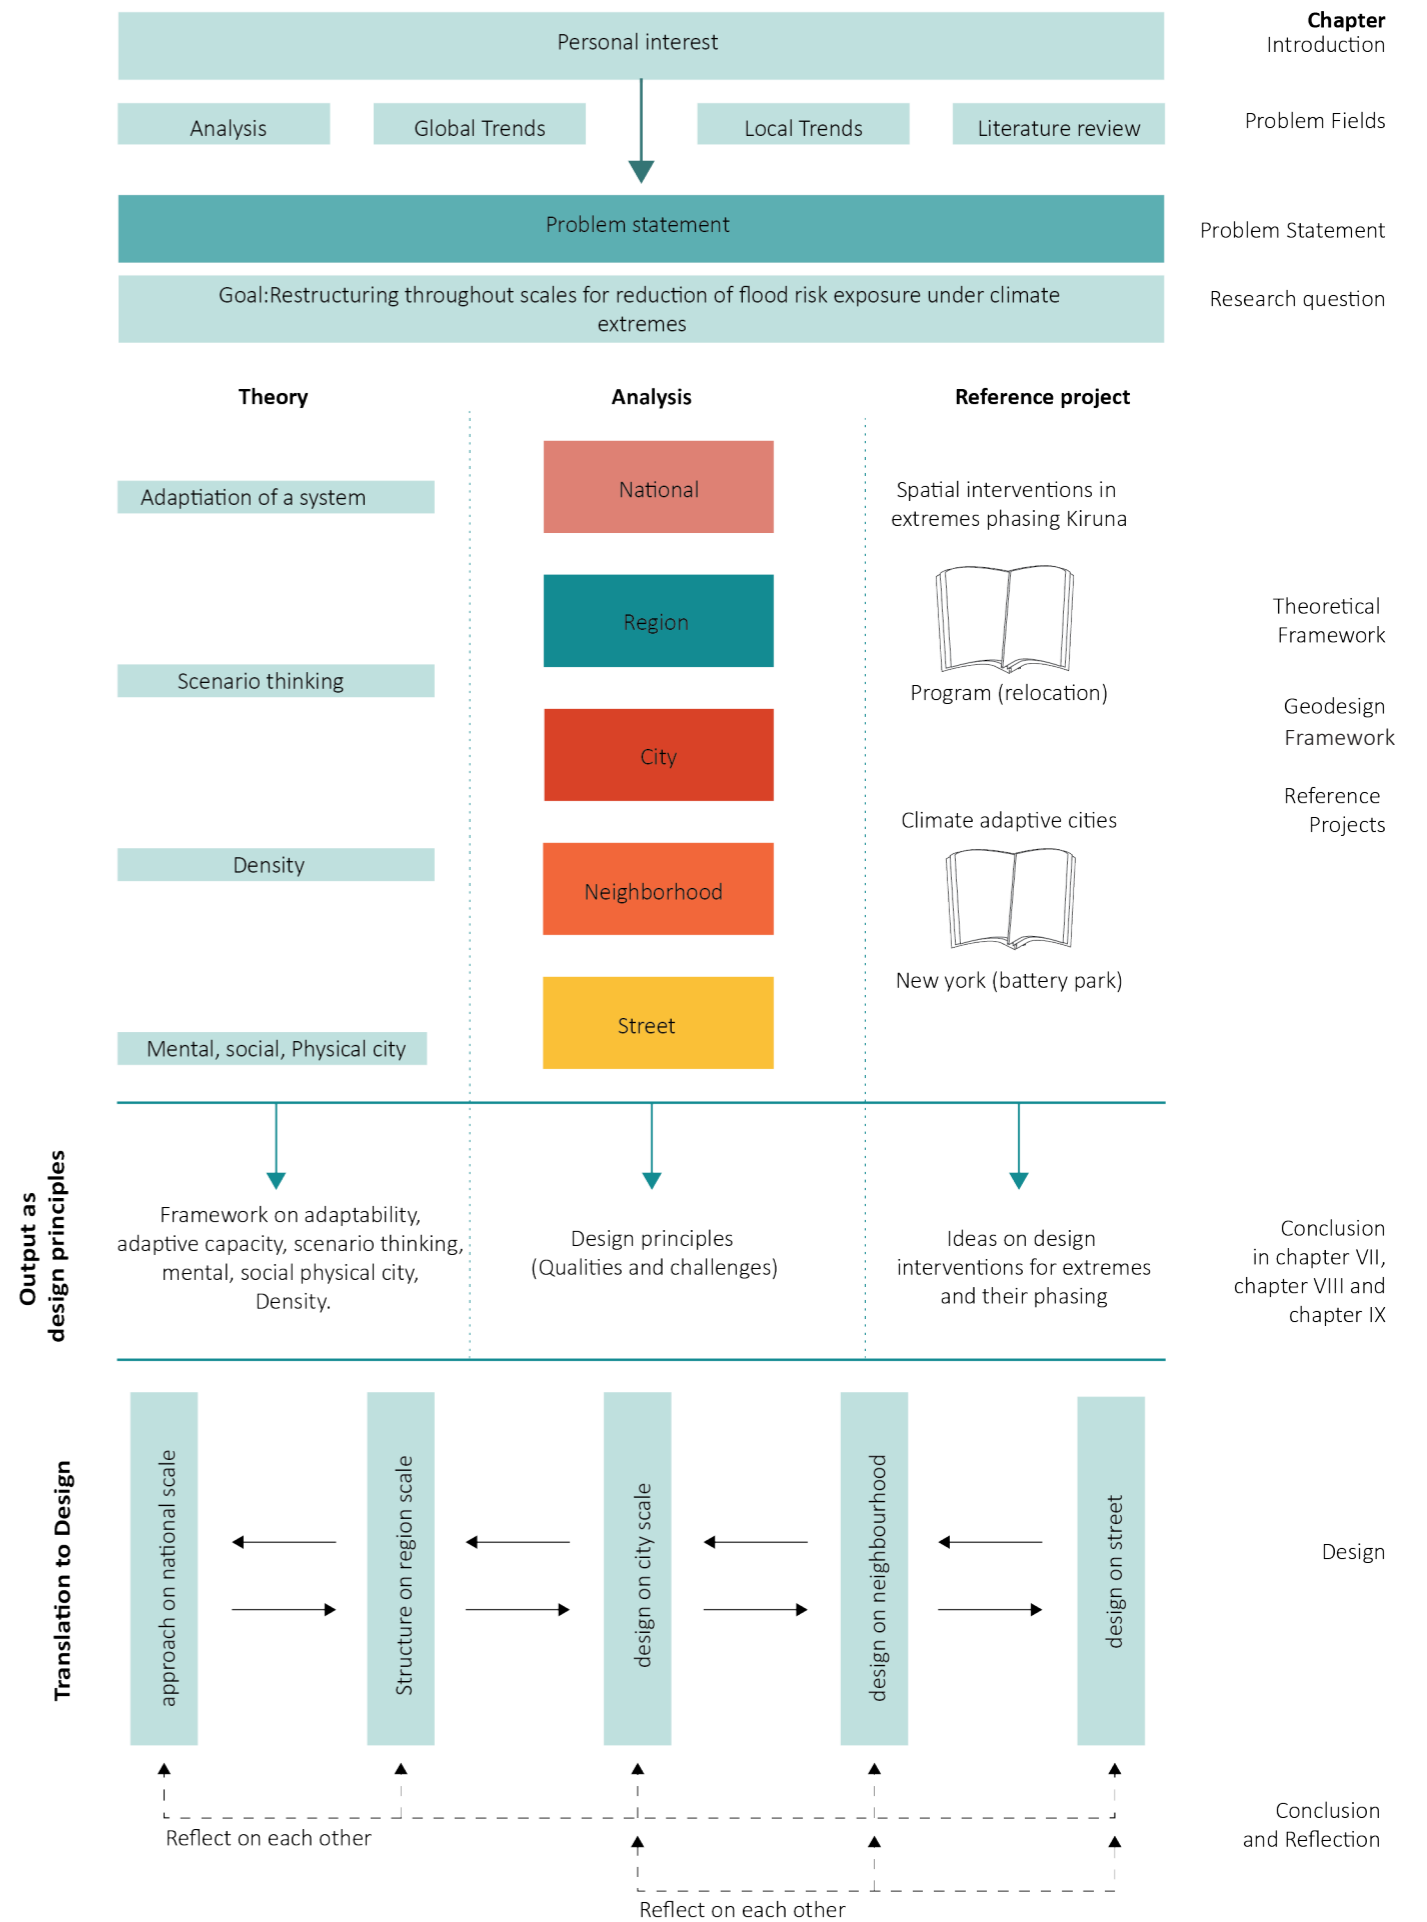 Chapter
Personal interest
Introduction
Analysis
Global Trends
Local Trends
Literature review
Problem Fields
Problem statement
Problem Statement
Goal:Restructuring throughout scales for reduction of flood risk exposure under climate
extremes
Research question
Theory
Analysis
Reference project
Adaptiation of a system
Scenario thinking
Density
Mental, social, Physical city
National
Region
City
Neighborhood
Street
Spatial interventions in
extremes phasing Kiruna
Program (relocation)
Climate adaptive cities
New york (battery park)
Theoretical
Framework
Geodesign
Framework
Reference
Projects
Output as
design principles
Framework on adaptability,
adaptive capacity, scenario thinking,
mental, social physical city,
Density.
Design principles
(Qualities and challenges)
Ideas on design
interventions for extremes
and their phasing
Conclusion
in chapter VII,
chapter VIII and
chapter IX
Translation to Design
approach on national scale
Structure on region scale
design on city scale
design on neighbourhood
design on street
Design
Reflect on each other
Reflect on each other
Conclusion
and Reflection